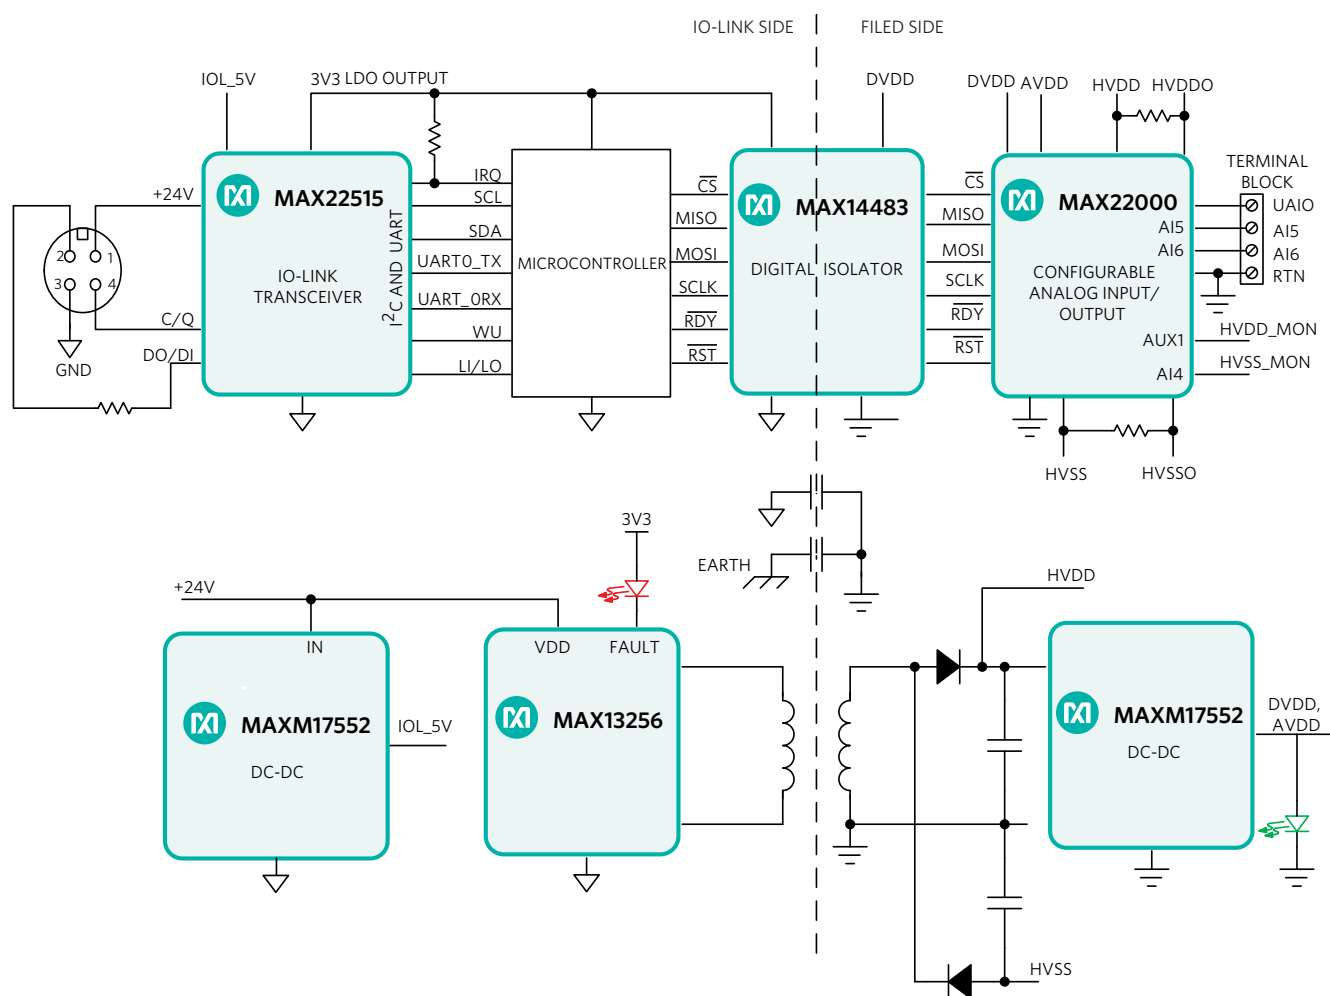 IO-LINK SIDE
FILED SIDE
IOL_5V
3V3 LDO OUTPUT
DVDD
DVDD
AVDD
HVDD
HVDDO
TERMINAL
BLOCK
+24V
MAX22515
IO-LINK
TRANSCEIVER
I²C AND UART
C/Q
DO/DI
2
1
3
4
GND
IRQ
SCL
SDA
UART0_TX
UART_0RX
WU
LI/LO
MICROCONTROLLER
CS
MISO
MOSI
SCLK
RDY
RST
MAX14483
DIGITAL ISOLATOR
CS
MISO
MOSI
SCLK
RDY
RST
MAX22000
CONFIGURABLE
ANALOG INPUT/
OUTPUT
AI5
AI6
AUX1
AI4
UAIO
AI5
AI6
RTN
HVDD_MON
HVSS_MON
HVSS
HVSSO
EARTH
+24V
IN
MAXM17552
DC-DC
IOL_5V
3V3
VDD
FAULT
MAX13256
HVDD
MAXM17552
DC-DC
DVDD,
AVDD
HVSS